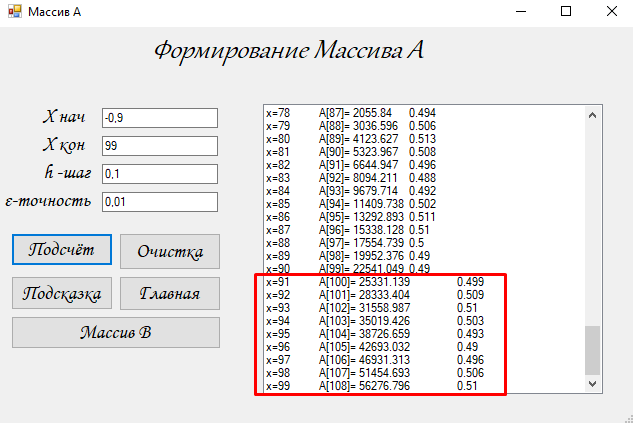 Массив А
Формирование Массива А
X нач
-0,9
X кон
99
h -шаг
0,1
ε-точность
0,01
Подсчёт
Очистка
Подсказка
Главная
Массив В
x=78 A[87]= 2055.84 0.494
x=79 A[88]= 3036.596 0.506
x=80 A[89]= 4123.627 0.513
x=81 A[90]= 5323.967 0.508
x=82 A[91]= 6644.947 0.496
x=83 A[92]= 8094.211 0.488
x=84 A[93]= 9679.714 0.492
x=85 A[94]= 11409.738 0.502
x=86 A[95]= 13292.893 0.511
x=87 A[96]= 15338.128 0.51
x=88 A[97]= 17554.739 0.5
x=89 A[98]= 19952.376 0.49
x=90 A[99]= 22541.049 0.49
x=91 A[100]= 25331.139 0.499
x=92 A[101]= 28333.404 0.509
x=93 A[102]= 31558.987 0.51
x=94 A[103]= 35019.426 0.503
x=95 A[104]= 38726.659 0.493
x=96 A[105]= 42693.032 0.49
x=97 A[106]= 46931.313 0.496
x=98 A[107]= 51454.693 0.506
x=99 A[108]= 56276.796 0.51